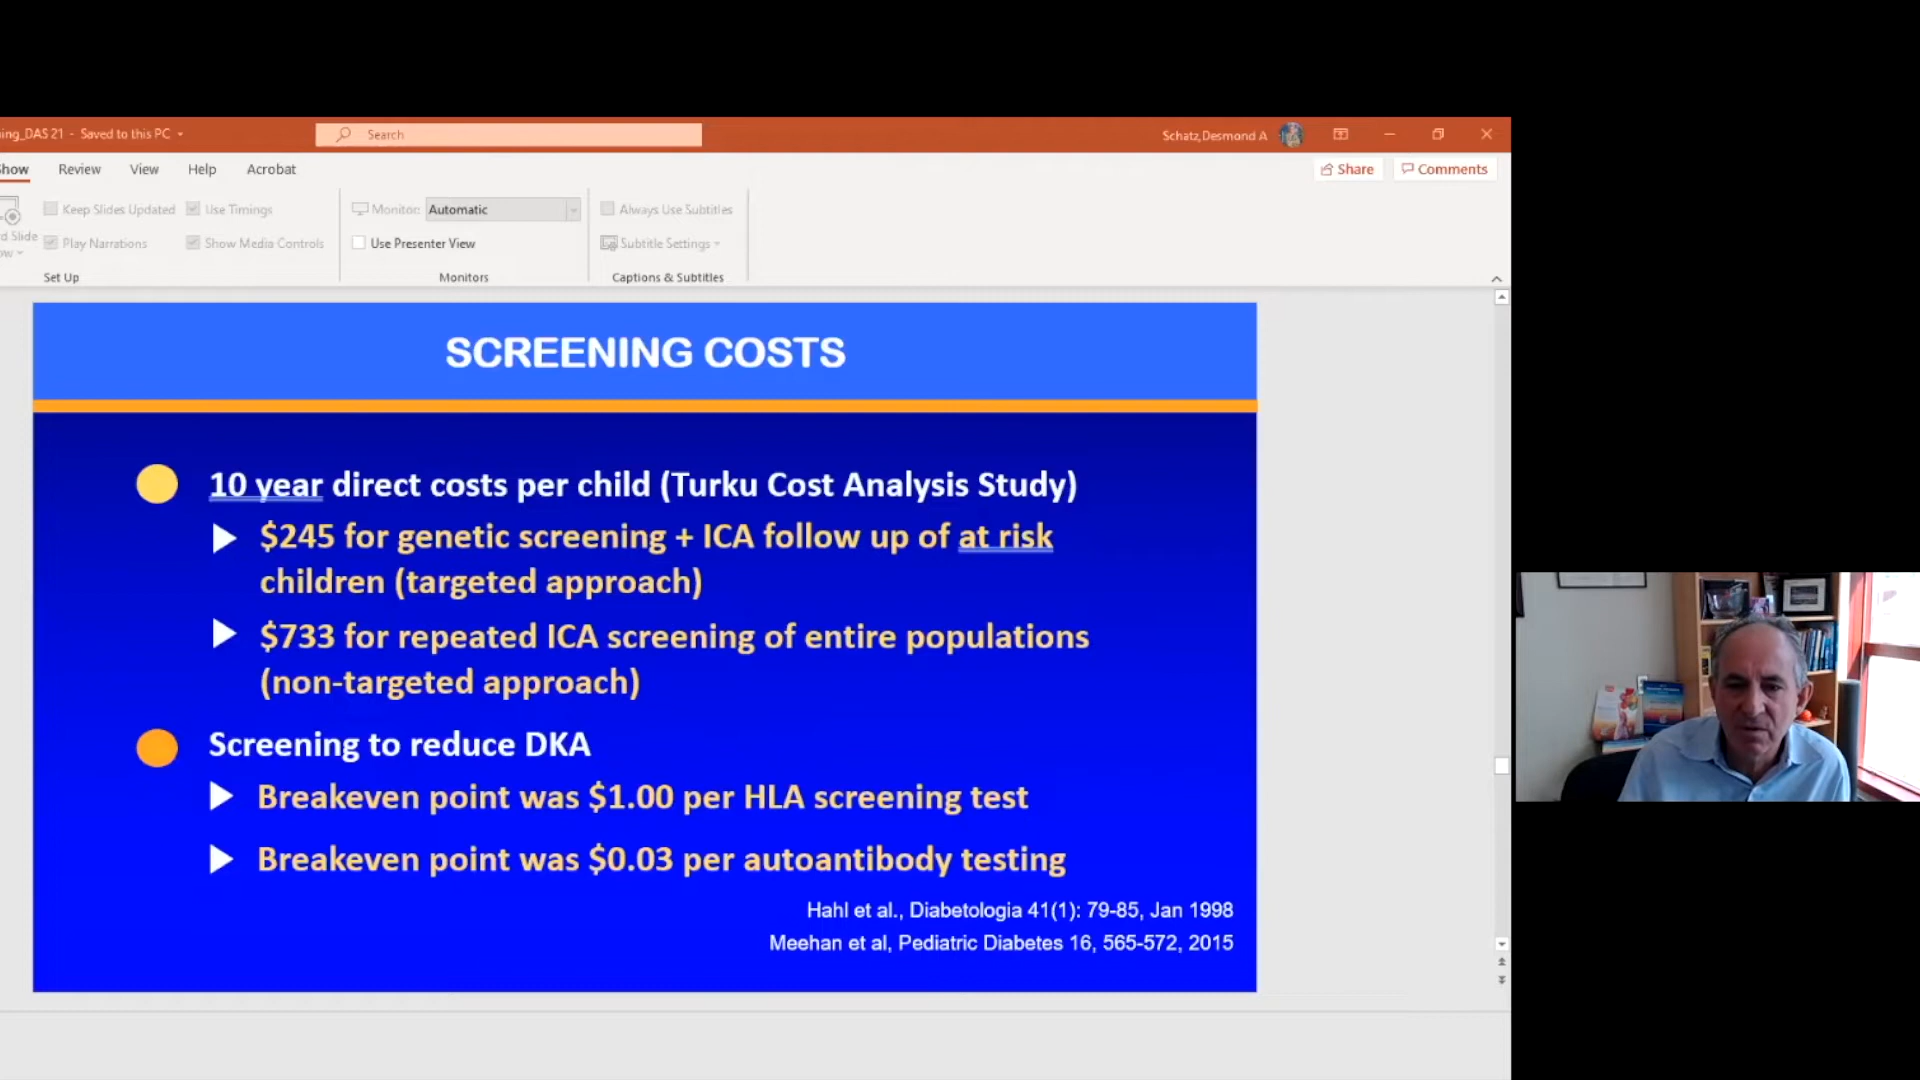 ing_DAS 21 - Saved to this PC
Search
Schatz,Desmond A
Show
Review
View
Help
Acrobat
Share
Comments
Keep Slides Updated
Use Timings
Monitor:
Automatic
Always Use Subtitles
d Slide
ow
Play Narrations
Show Media Controls
Use Presenter View
Subtitle Settings
Set Up
Monitors
Captions & Subtitles
SCREENING COSTS
10 year direct costs per child (Turku Cost Analysis Study)
$245 for genetic screening + ICA follow up of at risk
children (targeted approach)
$733 for repeated ICA screening of entire populations
(non-targeted approach)
Screening to reduce DKA
Breakeven point was $1.00 per HLA screening test
Breakeven point was $0.03 per autoantibody testing
Hahl et al., Diabetologia 41(1): 79-85, Jan 1998
Meehan et al, Pediatric Diabetes 16, 565-572, 2015